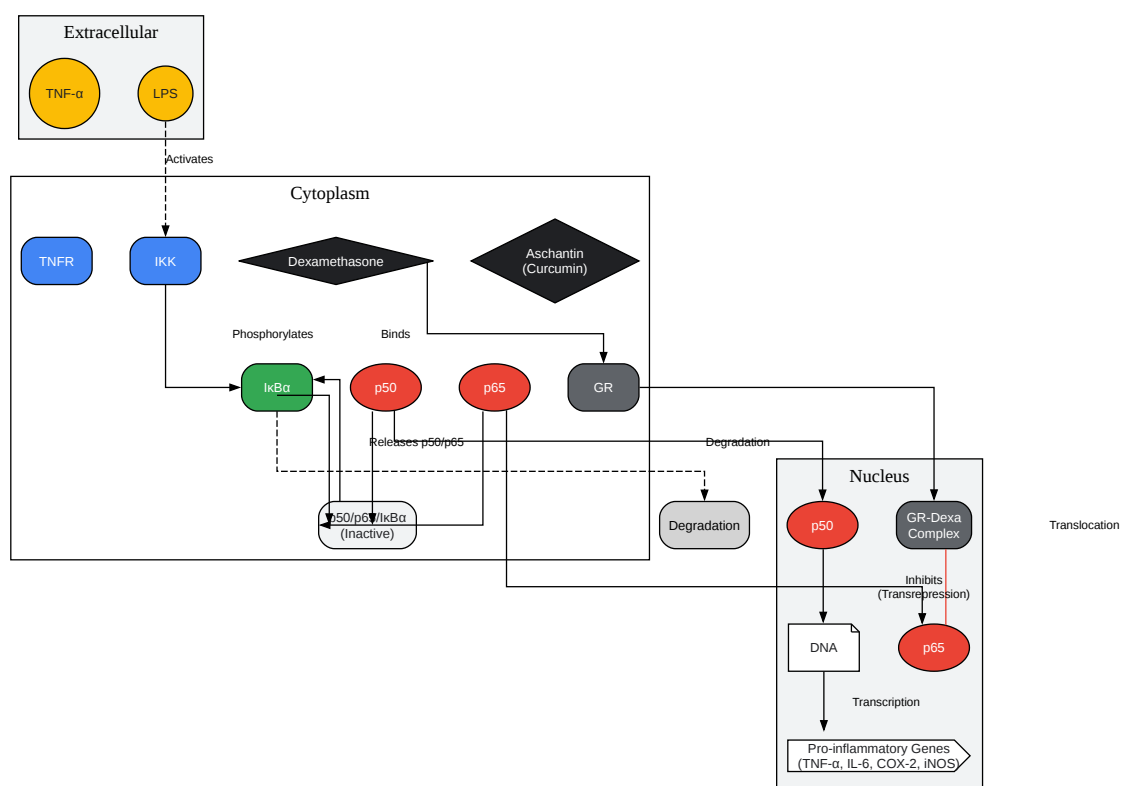 Extracellular
TNF-α
LPS
Activates
Cytoplasm
TNFR
IKK
Dexamethasone
Aschantin
(Curcumin)
Phosphorylates
Binds
IκBα
p50
p65
GR
Releases p50/p65
Degradation
Nucleus
p50/p65/IκBα
(Inactive)
Degradation
p50
GR-Dexa
Complex
Translocation
Inhibits
(Transrepression)
DNA
p65
Transcription
Pro-inflammatory Genes
(TNF-α, IL-6, COX-2, iNOS)